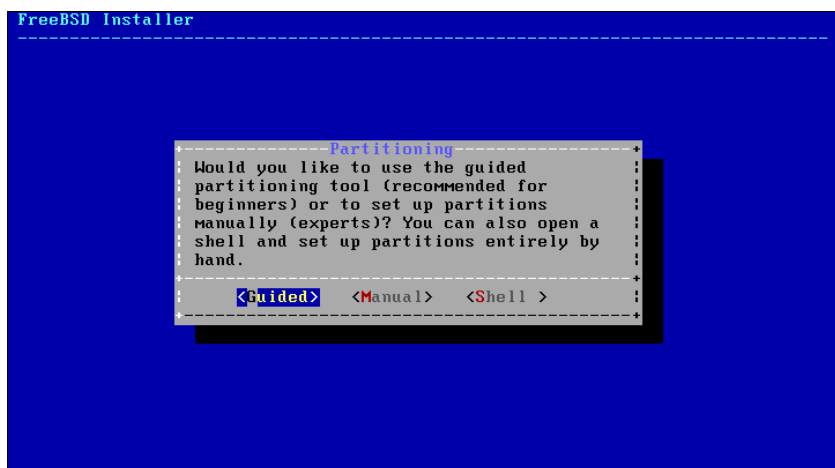 FreeBSD Installer
Partitioning
Would you like to use the guided
partitioning tool (recommended for
beginners) or to set up partitions
manually (experts)? You can also open a
shell and set up partitions entirely by
hand.
<Guided> <Manual> <Shell >